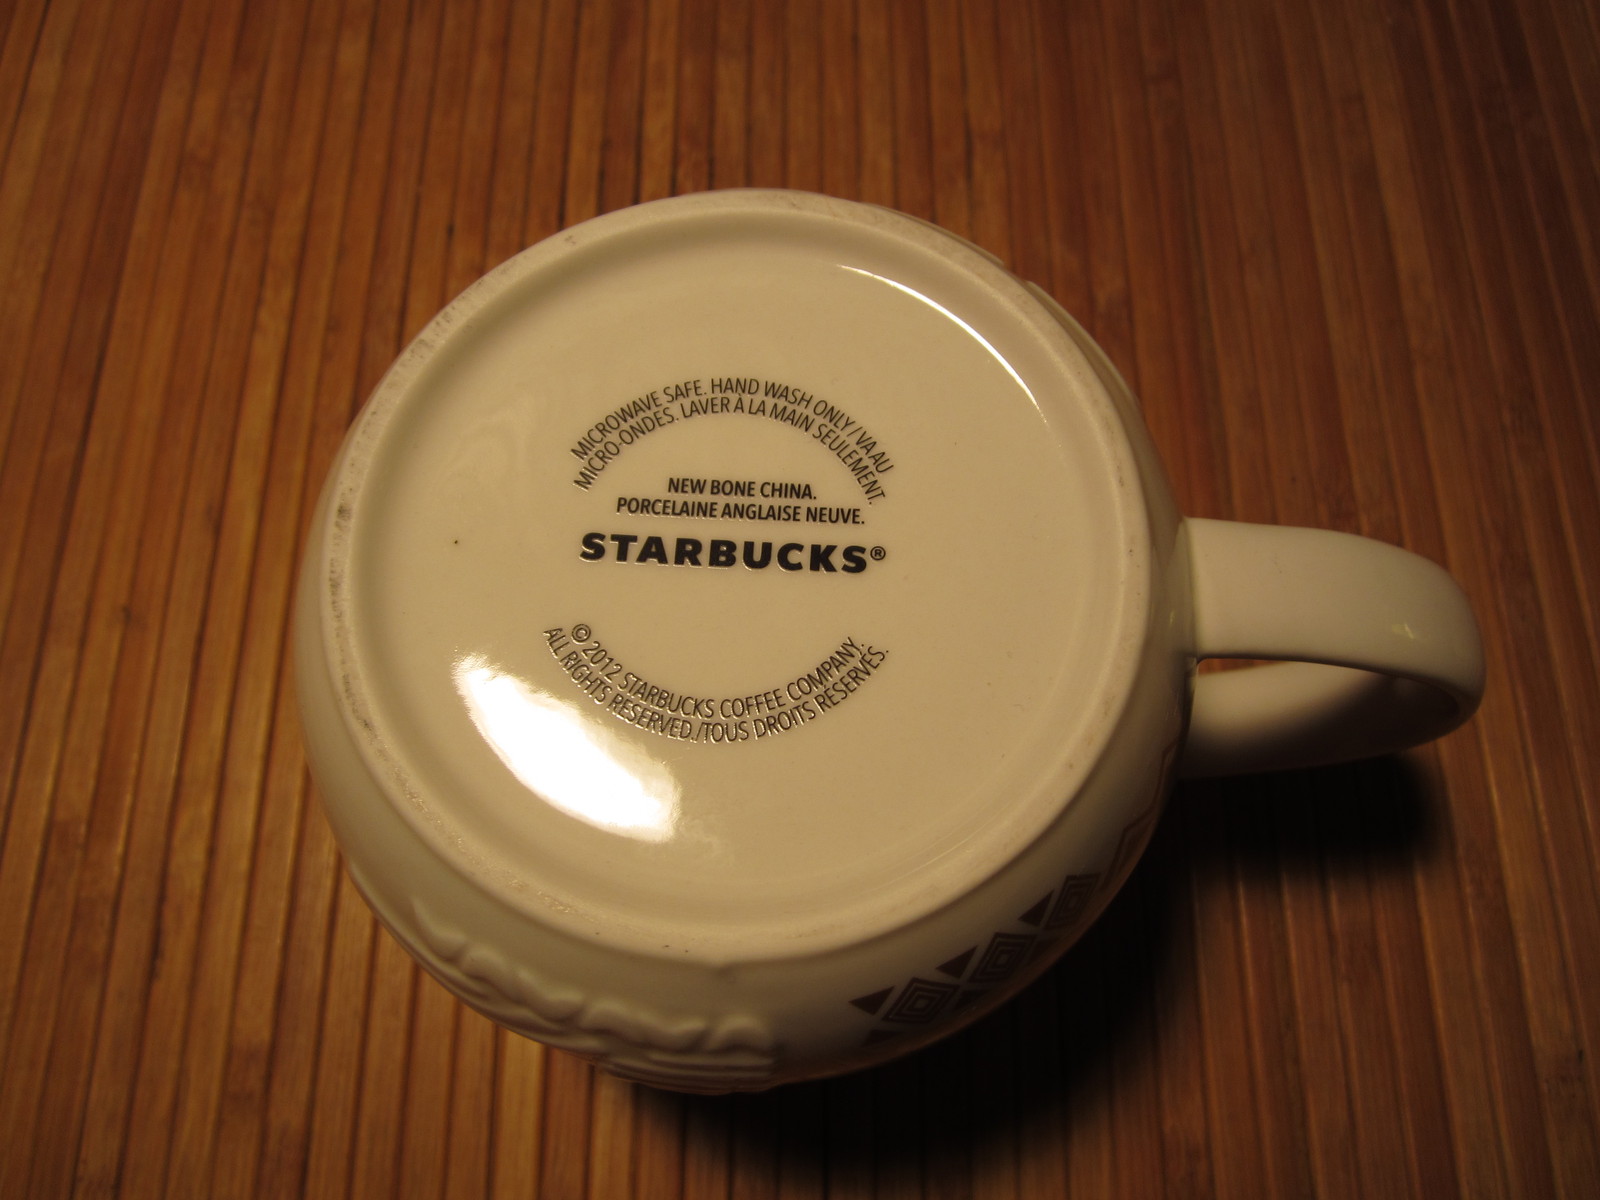 MICROWAVE SAFE. HAND WASH ONLY / VA AU
MICRO-ONDES. LAVER À LA MAIN SEULEMENT.
NEW BONE CHINA.
PORCELAINE ANGLAISE NEUVE.
STARBUCKS®
© 2012 STARBUCKS COFFEE COMPANY.
ALL RIGHTS RESERVED./TOUS DROITS RÉSERVÉS.